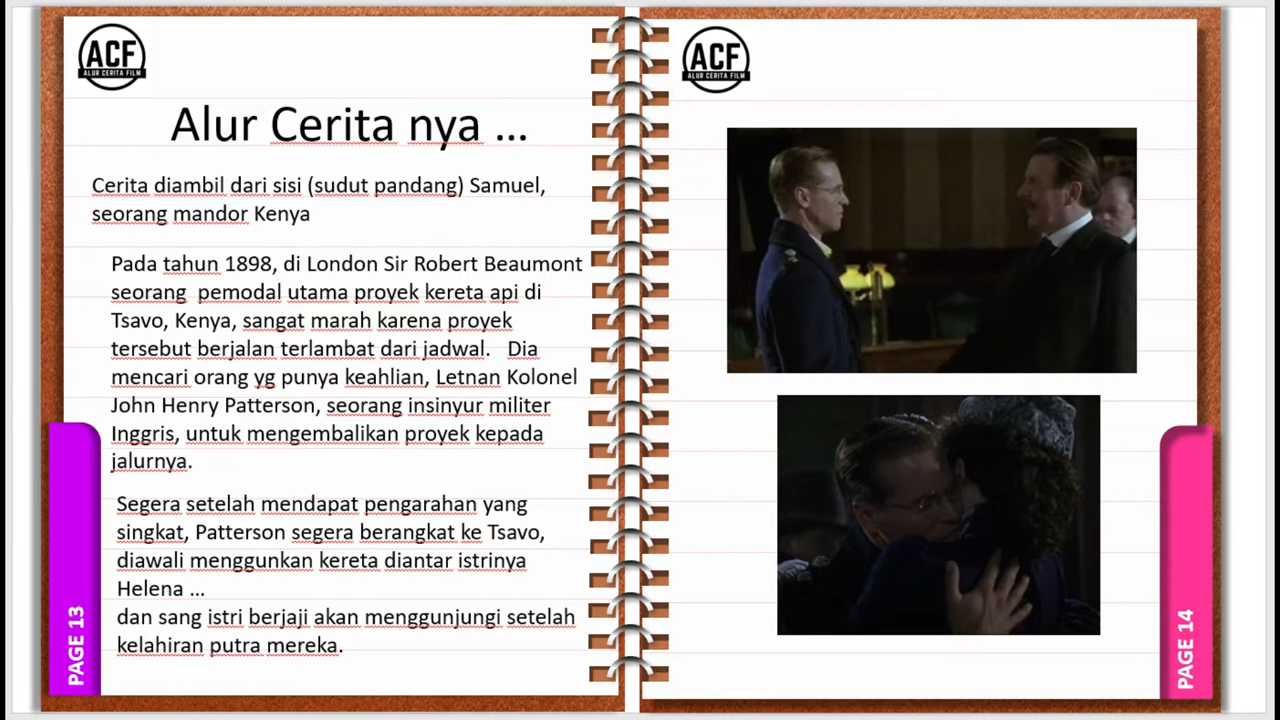 ACF
ALUR CERITA FILM
Alur Cerita nya ...
Cerita diambil dari sisi (sudut pandang) Samuel,
seorang mandor Kenya
Pada tahun 1898, di London Sir Robert Beaumont
seorang  pemodal utama proyek kereta api di
Tsavo, Kenya, sangat marah karena proyek
tersebut berjalan terlambat dari jadwal.   Dia
mencari orang yg punya keahlian, Letnan Kolonel
John Henry Patterson, seorang insinyur militer
Inggris, untuk mengembalikan proyek kepada
jalurnya.
Segera setelah mendapat pengarahan yang
singkat, Patterson segera berangkat ke Tsavo,
diawali menggunkan kereta diantar istrinya
Helena ...
dan sang istri berjaji akan menggunjungi setelah
kelahiran putra mereka.
PAGE 13
ACF
ALUR CERITA FILM
PAGE 14